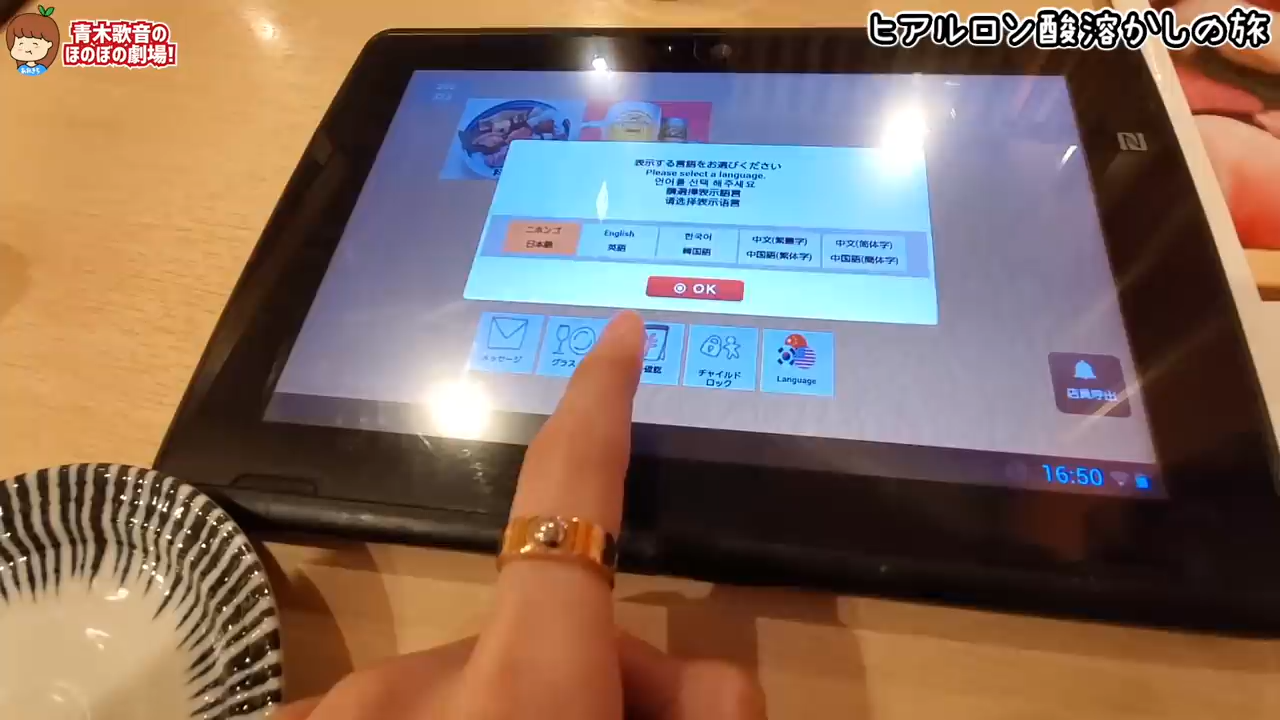 青木歌音の
ほのぼの劇場!
ヒアルロン酸溶かしの旅
表示する言語をお選びください
Please select a language.
언어를 선택 해주세요
請選擇表示語言
请选择表示语言
ニホンゴ
日本語
English
英語
한국어
韓国語
中文(繁體字)
中国語(繁体字)
中文(简体字)
中国語(簡体字)
OK
メッセージ
グラス
確認
チャイルド
ロック
Language
店員呼出
16:50